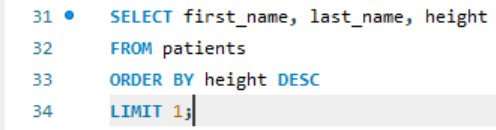 31 SELECT first_name, last_name, height
32 FROM patients
33 ORDER BY height DESC
34 LIMIT 1;